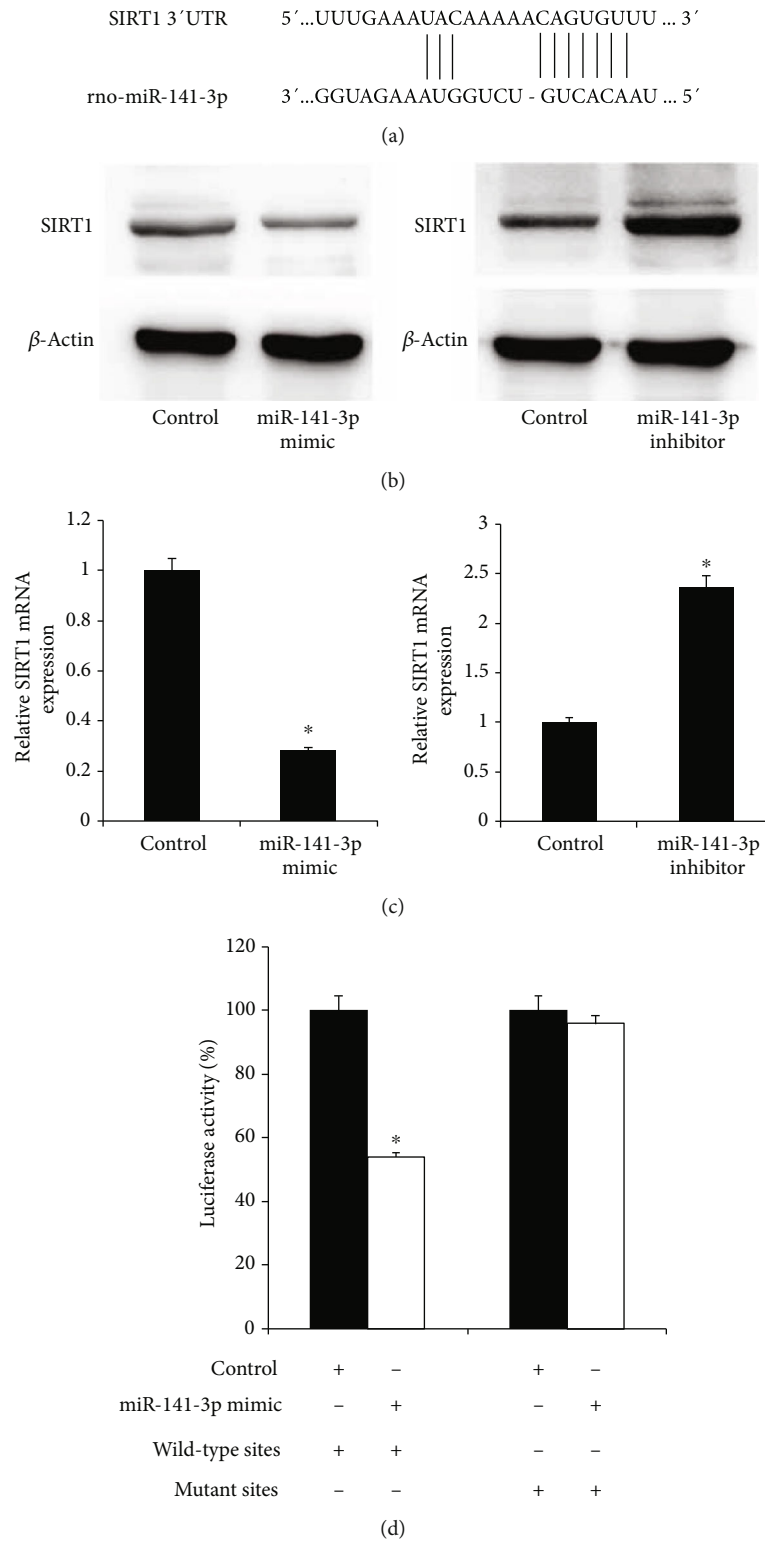 SIRT1 3´UTR 5´...UUUGAAAUACAAAAACAGUGUUU ... 3´
rno-miR-141-3p 3´...GGUAGAAAUGGUCU - GUCACAAU ... 5´
(a)
SIRT1
β-Actin
Control miR-141-3p
mimic
SIRT1
β-Actin
Control miR-141-3p
inhibitor
(b)
Relative SIRT1 mRNA
expression
1.2
1
0.8
0.6
0.4
0.2
0
*
Control miR-141-3p
mimic
Relative SIRT1 mRNA
expression
3
2.5
2
1.5
1
0.5
0
*
Control miR-141-3p
inhibitor
(c)
Luciferase activity (%)
120
100
80
60
40
20
0
*
Control + – + –
miR-141-3p mimic – + – +
Wild-type sites + + – –
Mutant sites – – + +
(d)